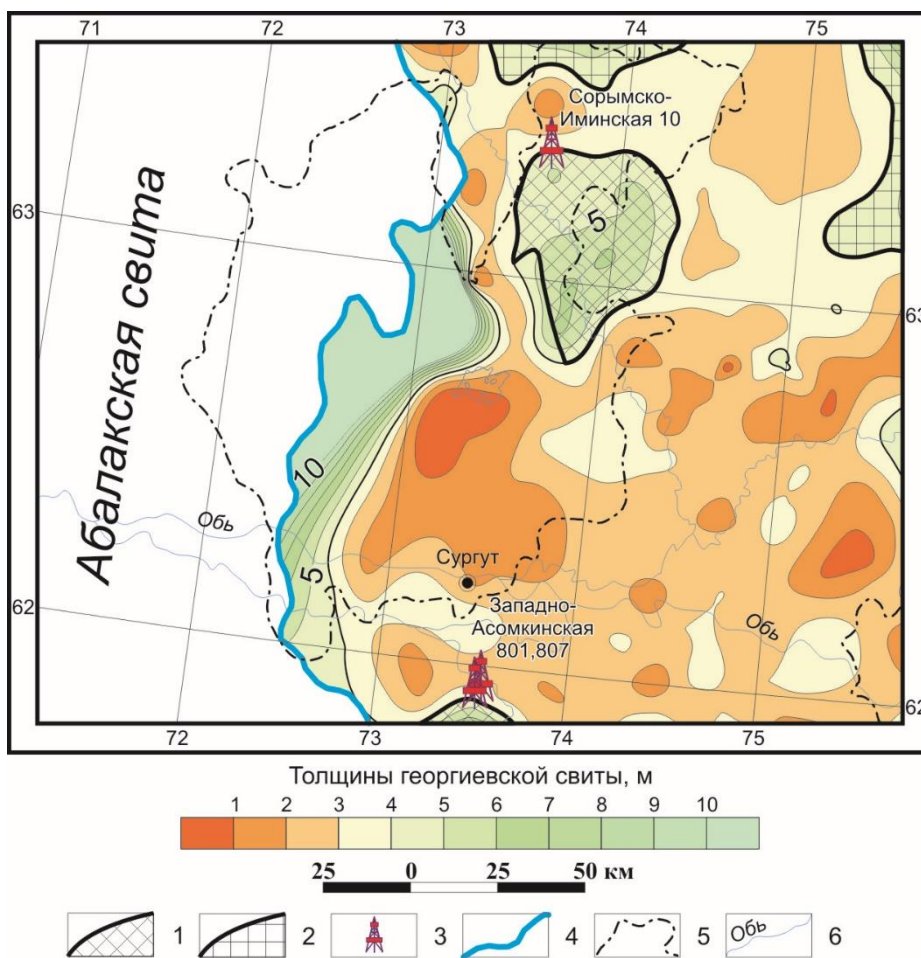 71 72 73 74 75
Сорымско-
Иминская 10
63
Абалакская свита
5
63
10
Обь
5
Сургут
62
Западно-
Асомкинская
801,807
Обь
62
72 73 74 75
Толщины георгиевской свиты, м
1 2 3 4 5 6 7 8 9 10
25 0 25 50 км
1 2 3 4 5 Обь 6